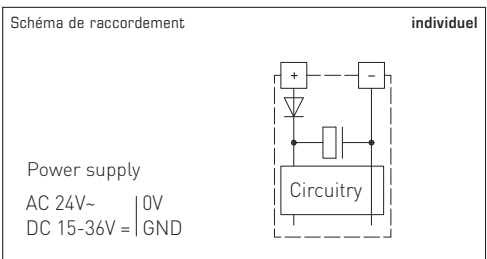 Schéma de raccordement individuel
+ −
Circuitry
Power supply
AC 24V~ | 0V
DC 15-36V = | GND